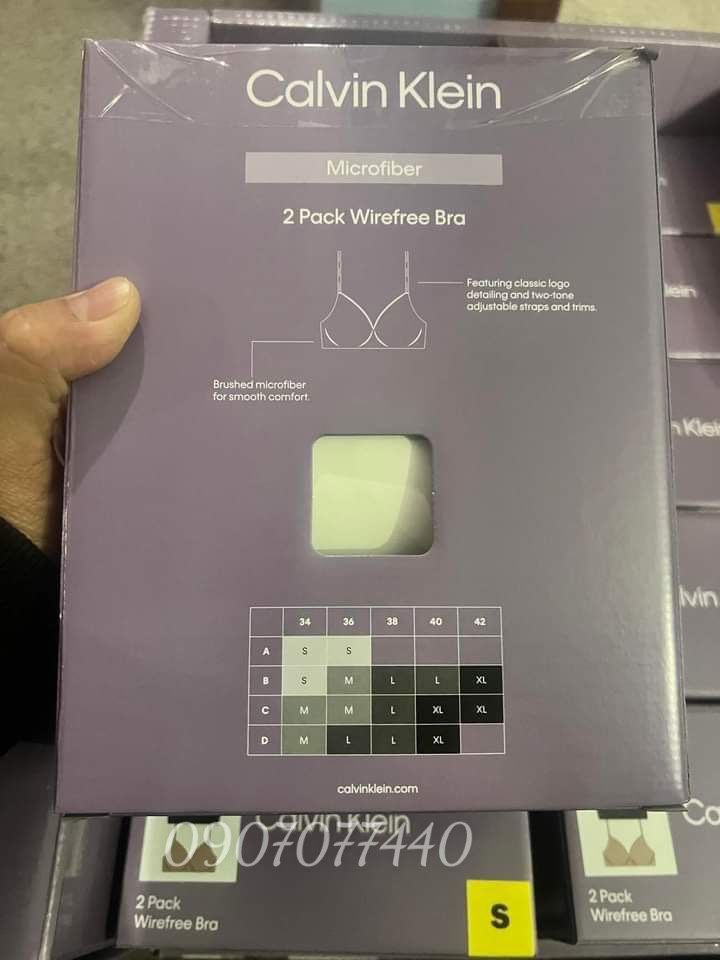 Calvin Klein
Microfiber
2 Pack Wirefree Bra
Featuring classic logo
detailing and two-tone
adjustable straps and trims.
Brushed microfiber
for smooth comfort.
34 36 38 40 42
A S S
B S M L L XL
C M M L XL XL
D M L L XL
calvinklein.com
Calvin Klein
0907077440
2 Pack
Wirefree Bra
S
2 Pack
Wirefree Bra